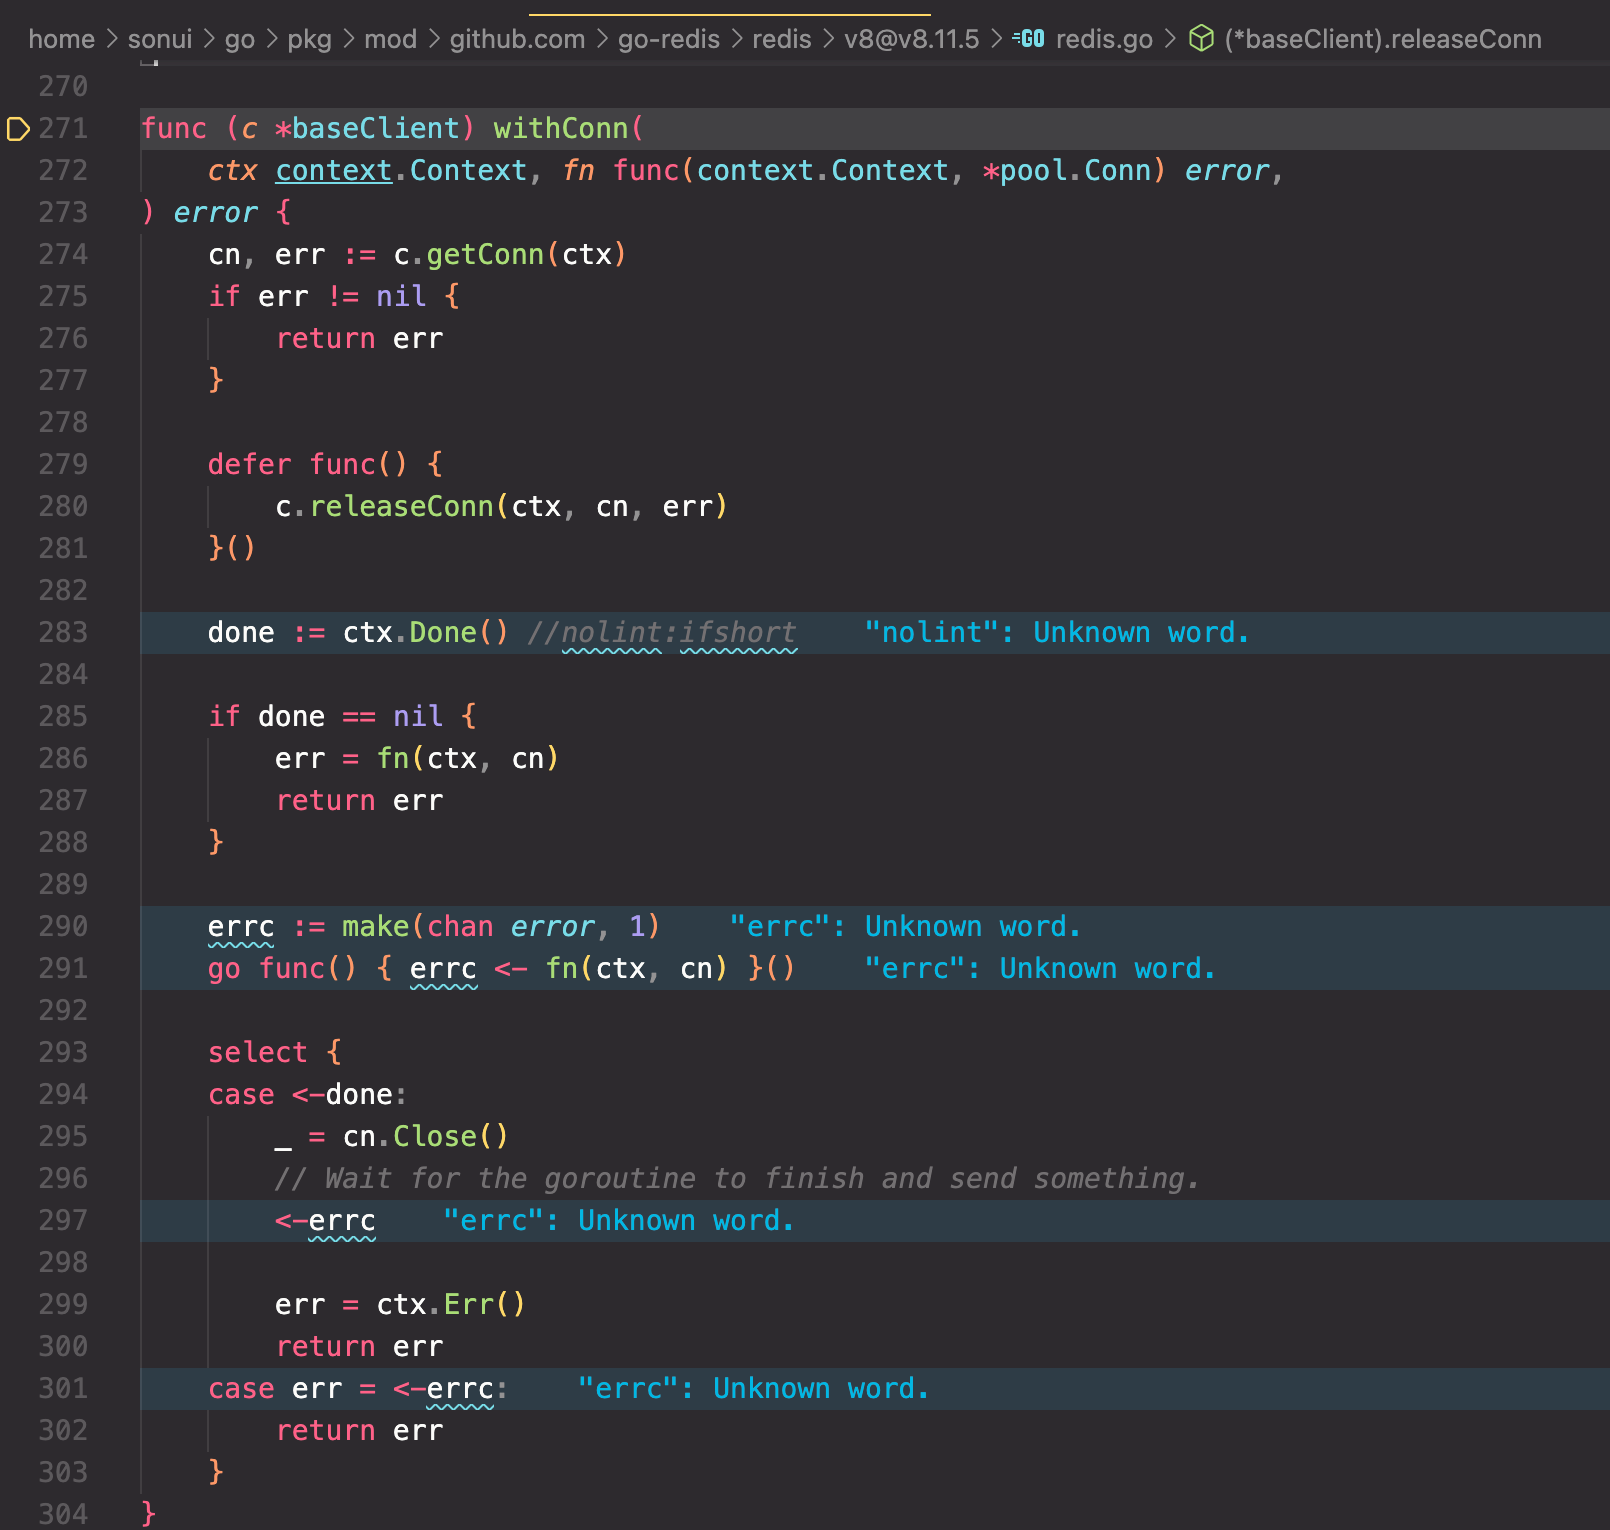 home > sonui > go > pkg > mod > github.com > go-redis > redis > v8@v8.11.5 > GO redis.go > (*baseClient).releaseConn
270
271 func (c *baseClient) withConn(
272     ctx context.Context, fn func(context.Context, *pool.Conn) error,
273 ) error {
274     cn, err := c.getConn(ctx)
275     if err != nil {
276         return err
277     }
278
279     defer func() {
280         c.releaseConn(ctx, cn, err)
281     }()
282
283     done := ctx.Done() //nolint:ifshort    "nolint": Unknown word.
284
285     if done == nil {
286         err = fn(ctx, cn)
287         return err
288     }
289
290     errc := make(chan error, 1)    "errc": Unknown word.
291     go func() { errc <- fn(ctx, cn) }()    "errc": Unknown word.
292
293     select {
294     case <-done:
295         _ = cn.Close()
296         // Wait for the goroutine to finish and send something.
297         <-errc    "errc": Unknown word.
298
299         err = ctx.Err()
300         return err
301     case err = <-errc:    "errc": Unknown word.
302         return err
303     }
304 }